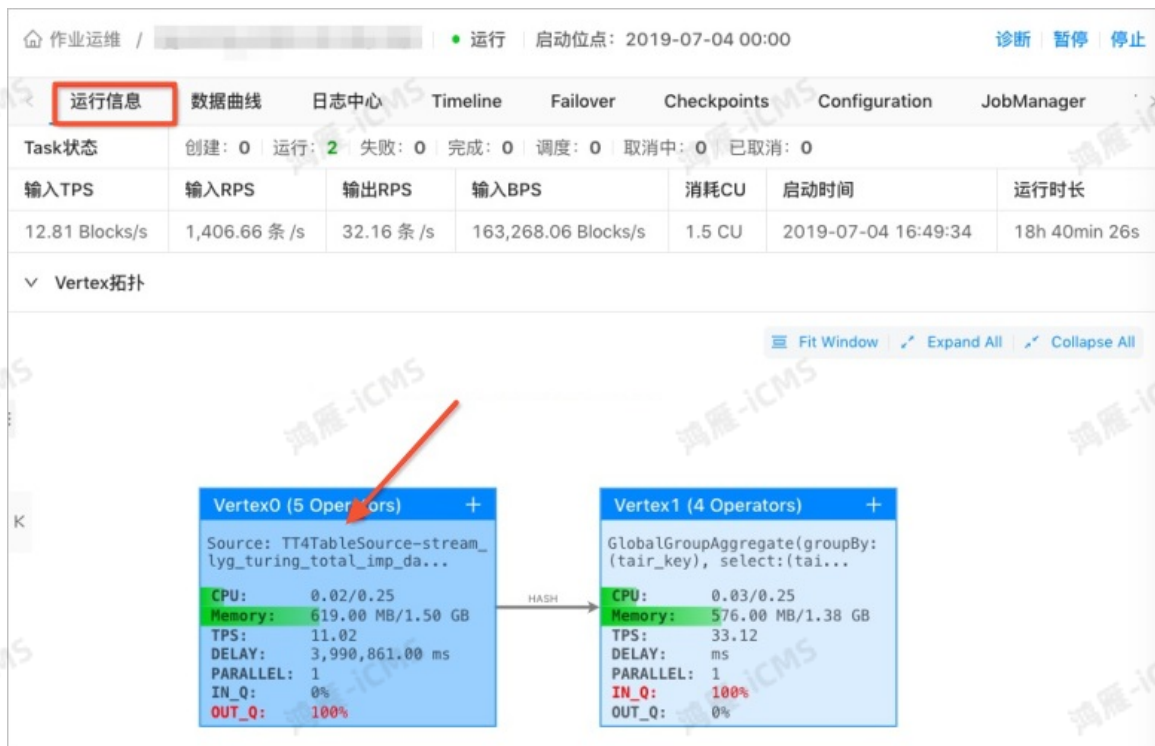 作业运维 / 运行 启动位点：2019-07-04 00:00 诊断 暂停 停止
运行信息 数据曲线 日志中心 Timeline Failover Checkpoints Configuration JobManager
Task状态 创建：0 运行：2 失败：0 完成：0 调度：0 取消中：0 已取消：0
输入TPS 输入RPS 输出RPS 输入BPS 消耗CU 启动时间 运行时长
12.81 Blocks/s 1,406.66 条 /s 32.16 条 /s 163,268.06 Blocks/s 1.5 CU 2019-07-04 16:49:34 18h 40min 26s
Vertex拓扑
Fit Window Expand All Collapse All
鸿雁-iCMS
K
Vertex0 (5 Operators) +
Source: TT4TableSource-stream_
lyg_turing_total_imp_da...
CPU: 0.02/0.25
Memory: 619.00 MB/1.50 GB
TPS: 11.02
DELAY: 3,990,861.00 ms
PARALLEL: 1
IN_Q: 0%
OUT_Q: 100%
HASH
Vertex1 (4 Operators) +
GlobalGroupAggregate(groupBy:
(tair_key), select:(tai...
CPU: 0.03/0.25
Memory: 576.00 MB/1.38 GB
TPS: 33.12
DELAY: ms
PARALLEL: 1
IN_Q: 100%
OUT_Q: 0%